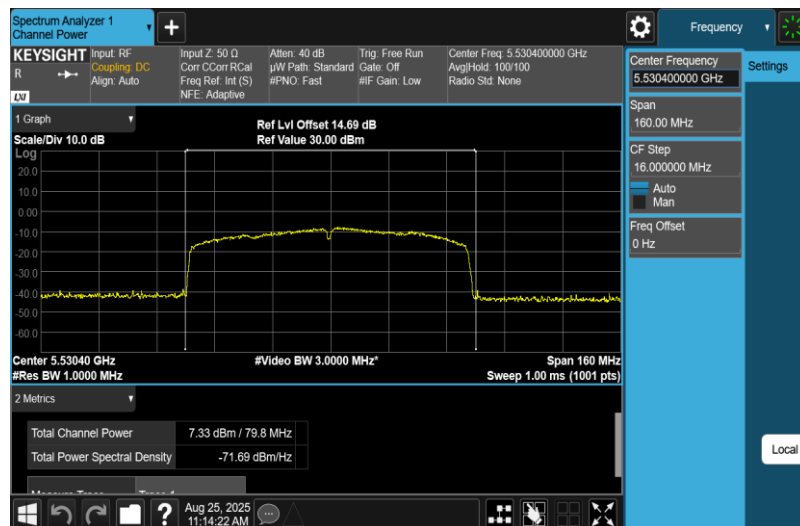 Spectrum Analyzer 1
Channel Power
+
Frequency
KEYSIGHT
R
LXI
Input: RF
Coupling: DC
Align: Auto
Input Z: 50 Ω
Corr CCorr RCal
Freq Ref: Int (S)
NFE: Adaptive
Atten: 40 dB
µW Path: Standard
#PNO: Fast
Trig: Free Run
Gate: Off
#IF Gain: Low
Center Freq: 5.530400000 GHz
Avg|Hold: 100/100
Radio Std: None
Center Frequency
5.530400000 GHz
Settings
Span
160.00 MHz
CF Step
16.000000 MHz
Auto
Man
Freq Offset
0 Hz
Local
1 Graph
Scale/Div 10.0 dB
Ref Lvl Offset 14.69 dB
Ref Value 30.00 dBm
Log
20.0
10.0
0.00
-10.0
-20.0
-30.0
-40.0
-50.0
-60.0
Center 5.53040 GHz
#Video BW 3.0000 MHz*
Span 160 MHz
#Res BW 1.0000 MHz
Sweep 1.00 ms (1001 pts)
2 Metrics
Total Channel Power 7.33 dBm / 79.8 MHz
Total Power Spectral Density -71.69 dBm/Hz
?
Aug 25, 2025
11:14:22 AM